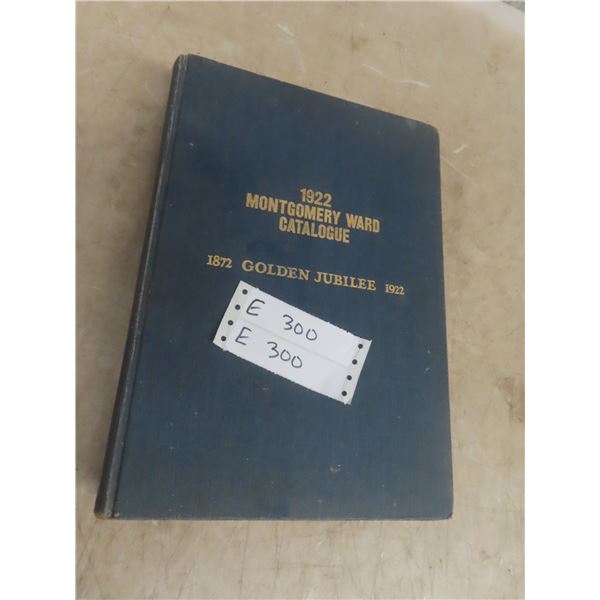 1922
MONTGOMERY WARD
CATALOGUE
1872 GOLDEN JUBILEE 1922
E 300
E 300